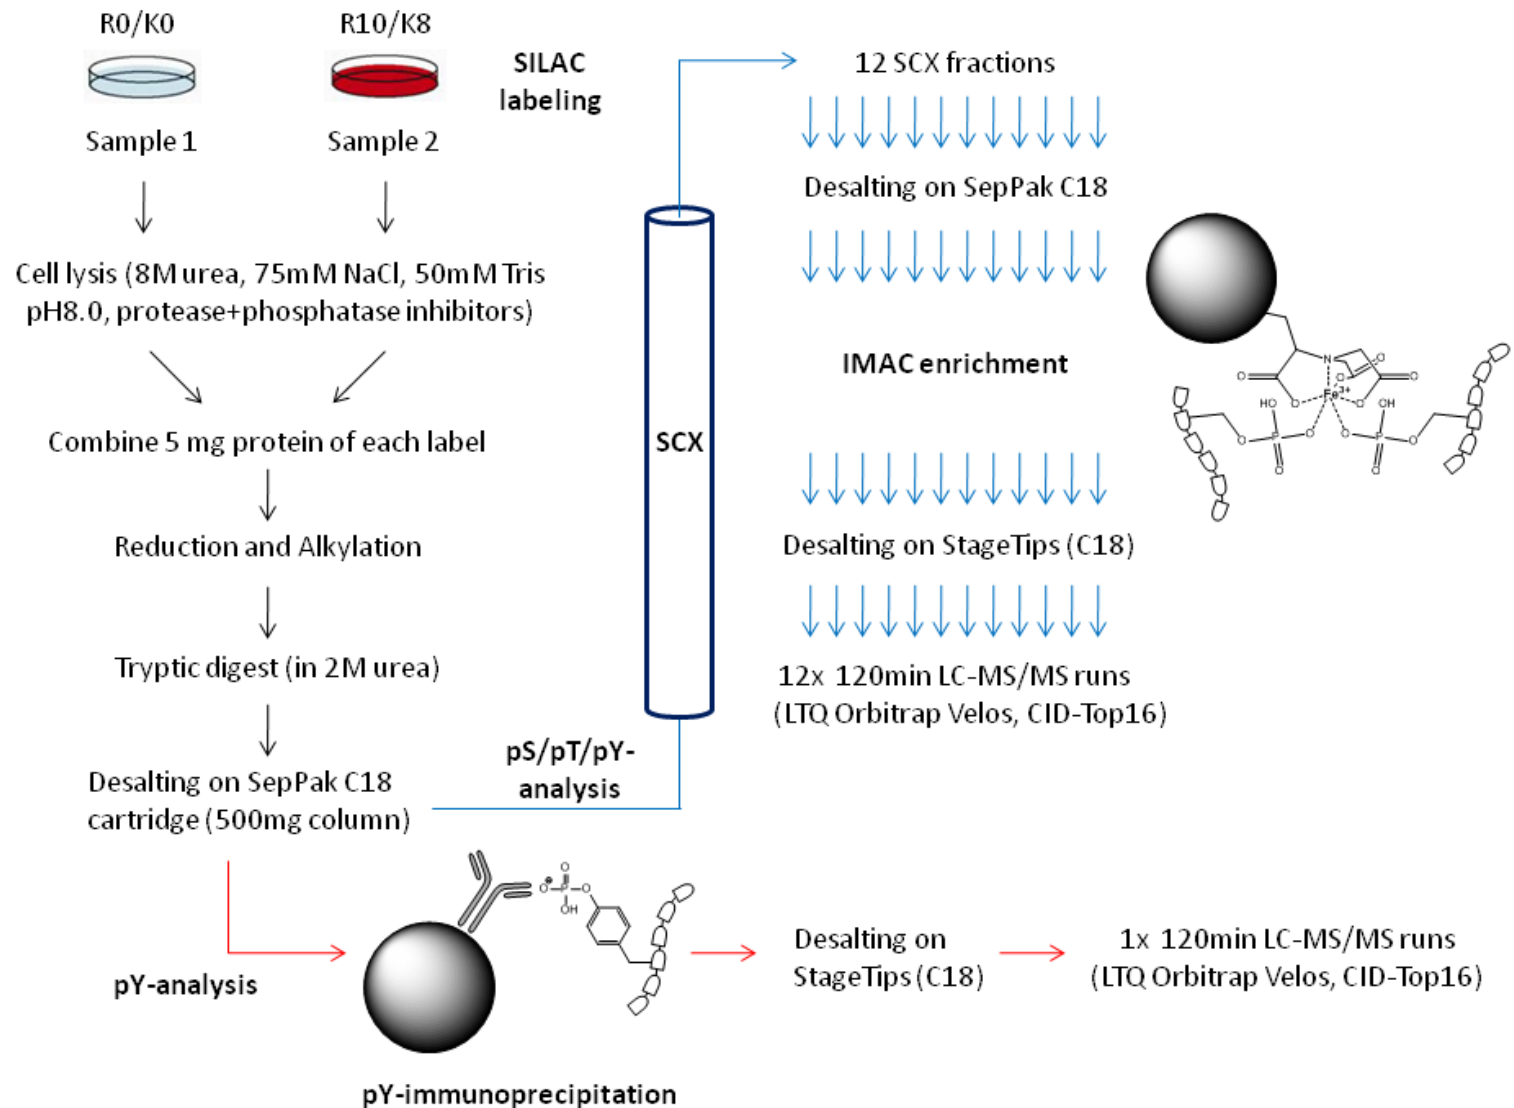 R0/K0
R10/K8
SILAC
labeling
Sample 1
Sample 2
Cell lysis (8M urea, 75mM NaCl, 50mM Tris
pH8.0, protease+phosphatase inhibitors)
Combine 5 mg protein of each label
Reduction and Alkylation
Tryptic digest (in 2M urea)
Desalting on SepPak C18
cartridge (500mg column)
pS/pT/pY-
analysis
SCX
12 SCX fractions
Desalting on SepPak C18
IMAC enrichment
O
N
O
O
O
O
O
Fe3+
HO
OH
O
P
O
O
P
O
O
O
Desalting on StageTips (C18)
12x 120min LC-MS/MS runs
(LTQ Orbitrap Velos, CID-Top16)
pY-analysis
O
O
P
O
OH
pY-immunoprecipitation
Desalting on
StageTips (C18)
1x 120min LC-MS/MS runs
(LTQ Orbitrap Velos, CID-Top16)